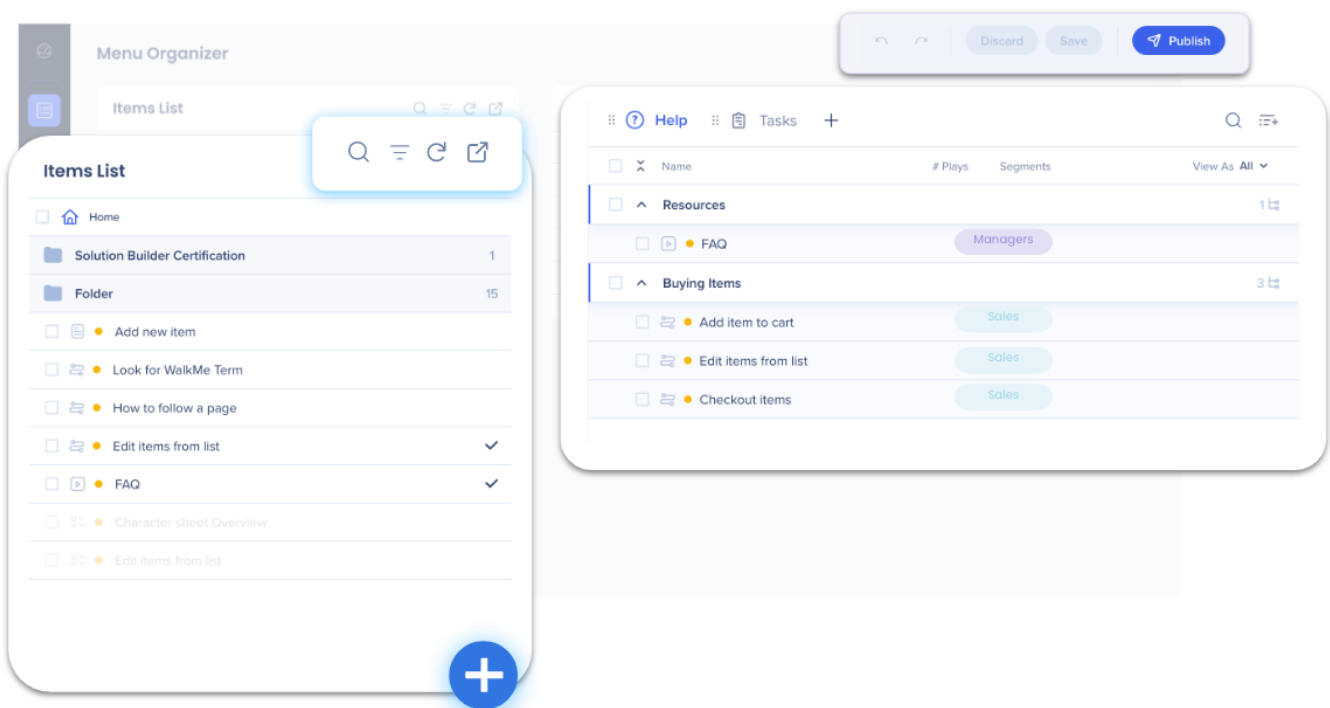 Menu Organizer
Discard Save Publish
Items List
Items List
Home
Solution Builder Certification 1
Folder 15
Add new item
Look for WalkMe Term
How to follow a page
Edit items from list
FAQ
Character sheet Overview
Edit items from list
Help Tasks
Name # Plays Segments View As All
Resources 1
FAQ Managers
Buying Items 3
Add item to cart Sales
Edit items from list Sales
Checkout items Sales